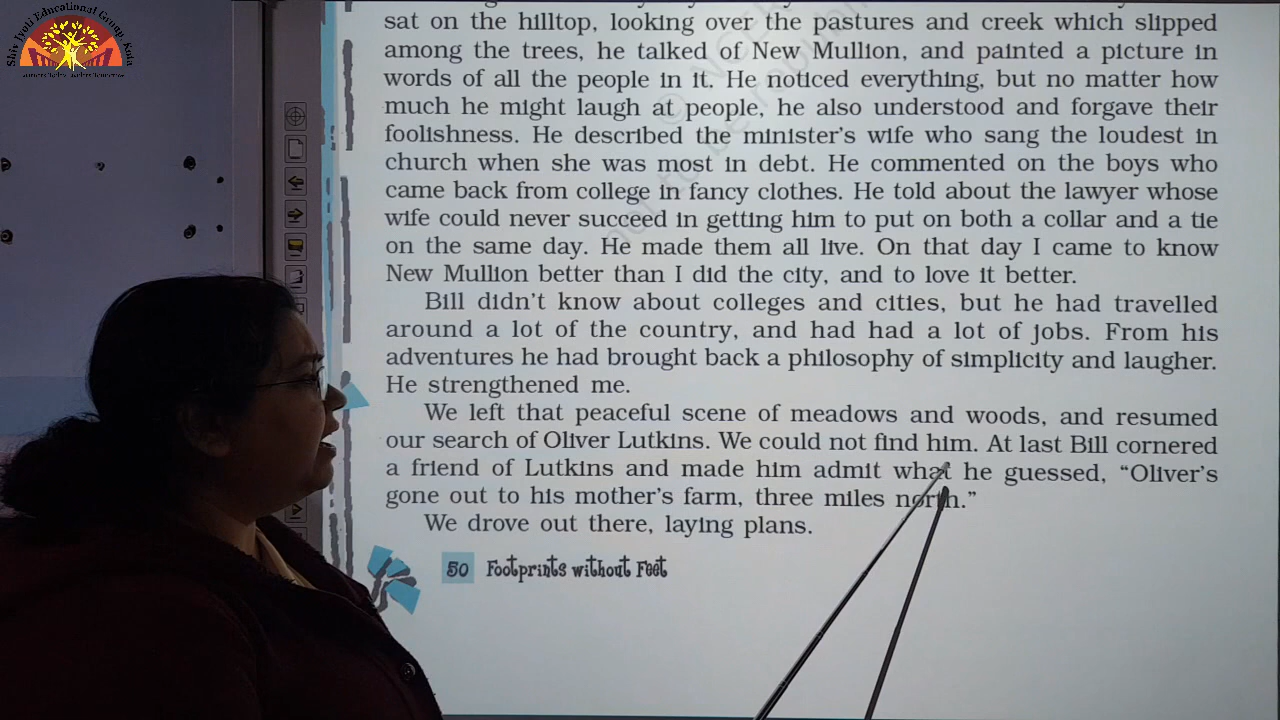 Shiv Jyoti Educational Group, Kota
sat on the hilltop, looking over the pastures and creek which slipped
among the trees, he talked of New Mullion, and painted a picture in
words of all the people in it. He noticed everything, but no matter how
much he might laugh at people, he also understood and forgave their
foolishness. He described the minister's wife who sang the loudest in
church when she was most in debt. He commented on the boys who
came back from college in fancy clothes. He told about the lawyer whose
wife could never succeed in getting him to put on both a collar and a tie
on the same day. He made them all live. On that day I came to know
New Mullion better than I did the city, and to love it better.
Bill didn't know about colleges and cities, but he had travelled
around a lot of the country, and had had a lot of jobs. From his
adventures he had brought back a philosophy of simplicity and laugher.
He strengthened me.
We left that peaceful scene of meadows and woods, and resumed
our search of Oliver Lutkins. We could not find him. At last Bill cornered
a friend of Lutkins and made him admit what he guessed, “Oliver's
gone out to his mother's farm, three miles north.”
We drove out there, laying plans.
50 Footprints without Feet